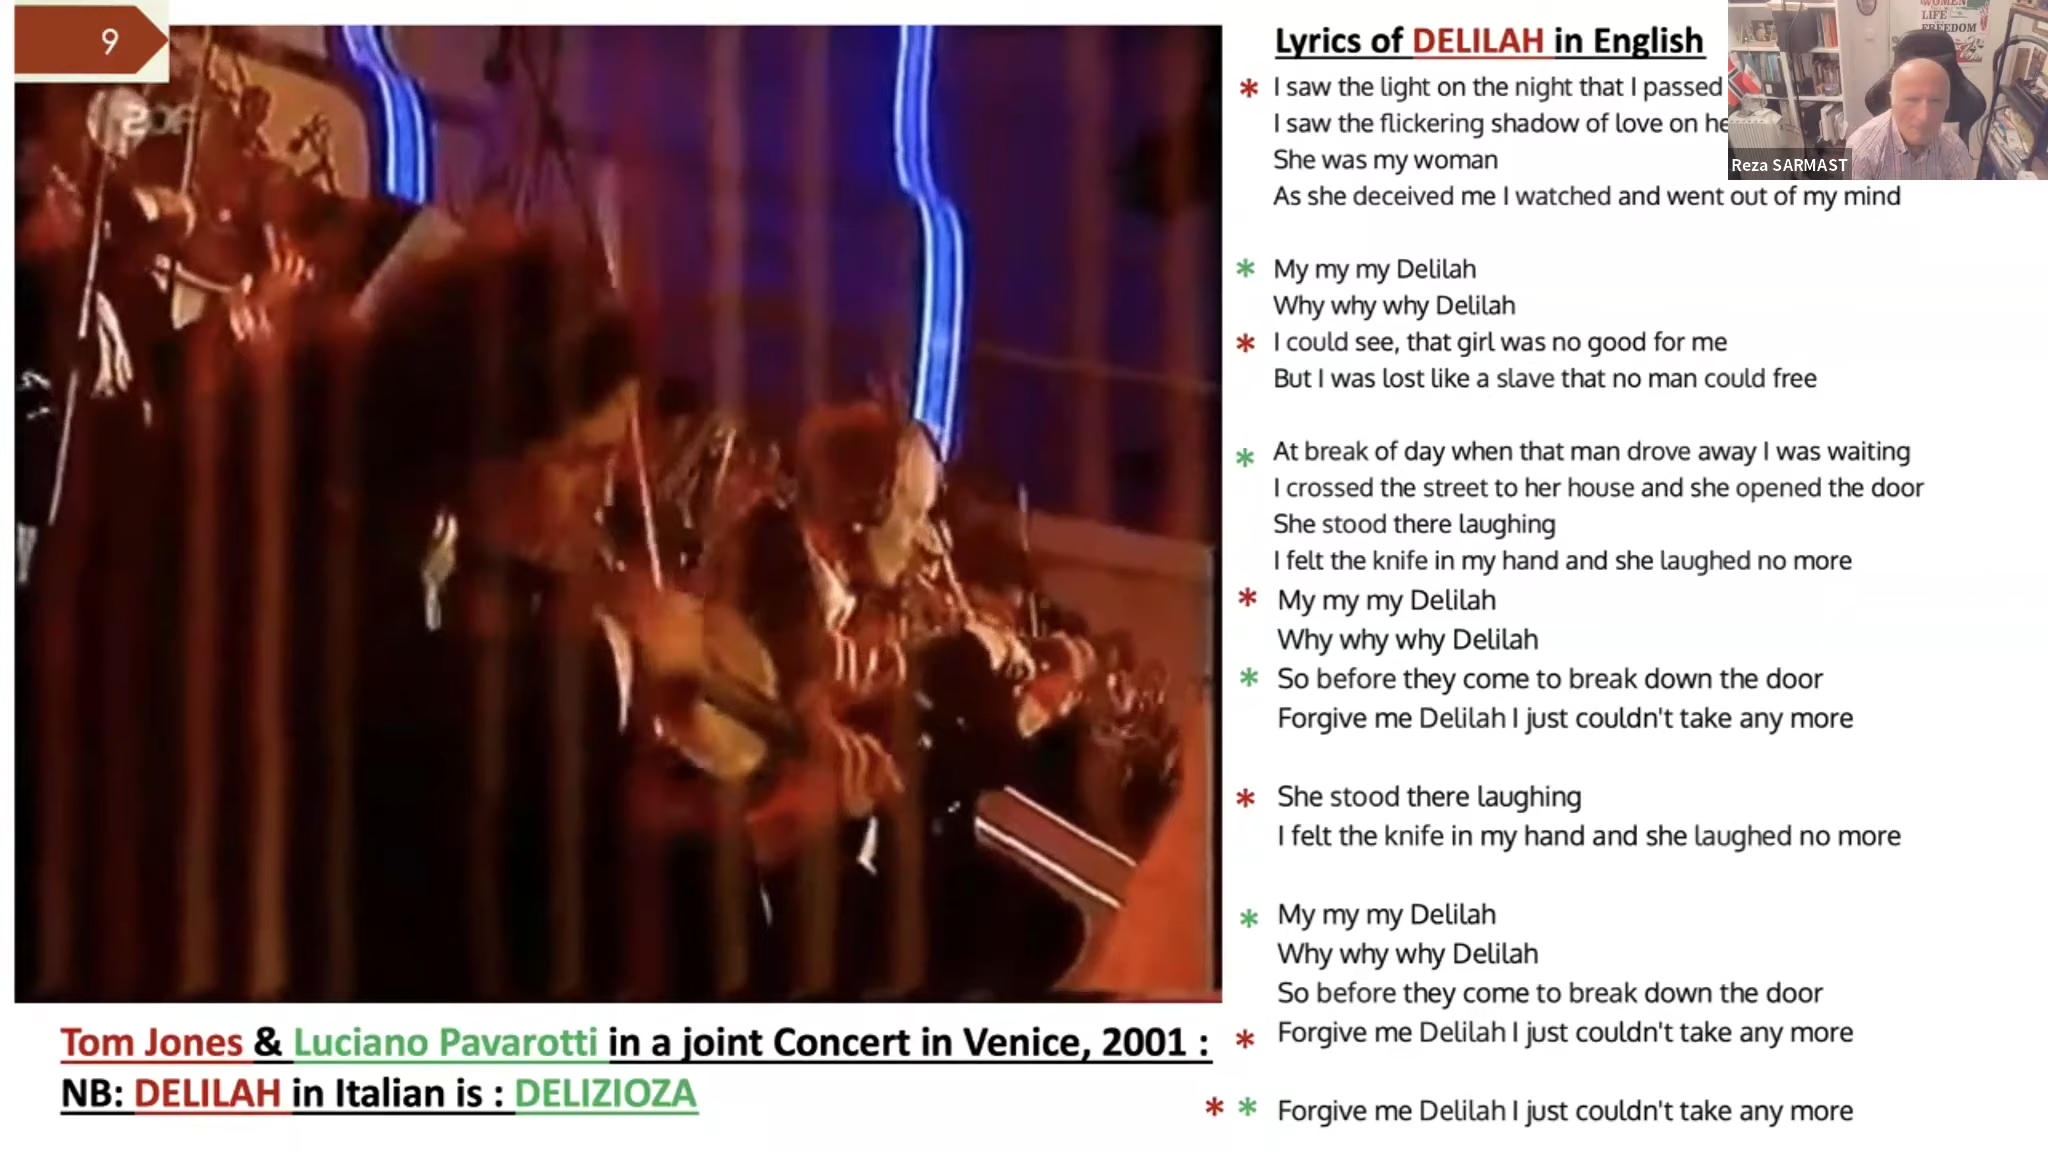 9
ZDF
Lyrics of DELILAH in English
* I saw the light on the night that I passed
I saw the flickering shadow of love on he
She was my woman
As she deceived me I watched and went out of my mind
* My my my Delilah
Why why why Delilah
* I could see, that girl was no good for me
But I was lost like a slave that no man could free
* At break of day when that man drove away I was waiting
I crossed the street to her house and she opened the door
She stood there laughing
I felt the knife in my hand and she laughed no more
* My my my Delilah
Why why why Delilah
* So before they come to break down the door
Forgive me Delilah I just couldn't take any more
* She stood there laughing
I felt the knife in my hand and she laughed no more
* My my my Delilah
Why why why Delilah
So before they come to break down the door
* Forgive me Delilah I just couldn't take any more
* * Forgive me Delilah I just couldn't take any more
Tom Jones & Luciano Pavarotti in a joint Concert in Venice, 2001 :
NB: DELILAH in Italian is : DELIZIOZA
WOMEN
LIFE
FREEDOM
Reza SARMAST